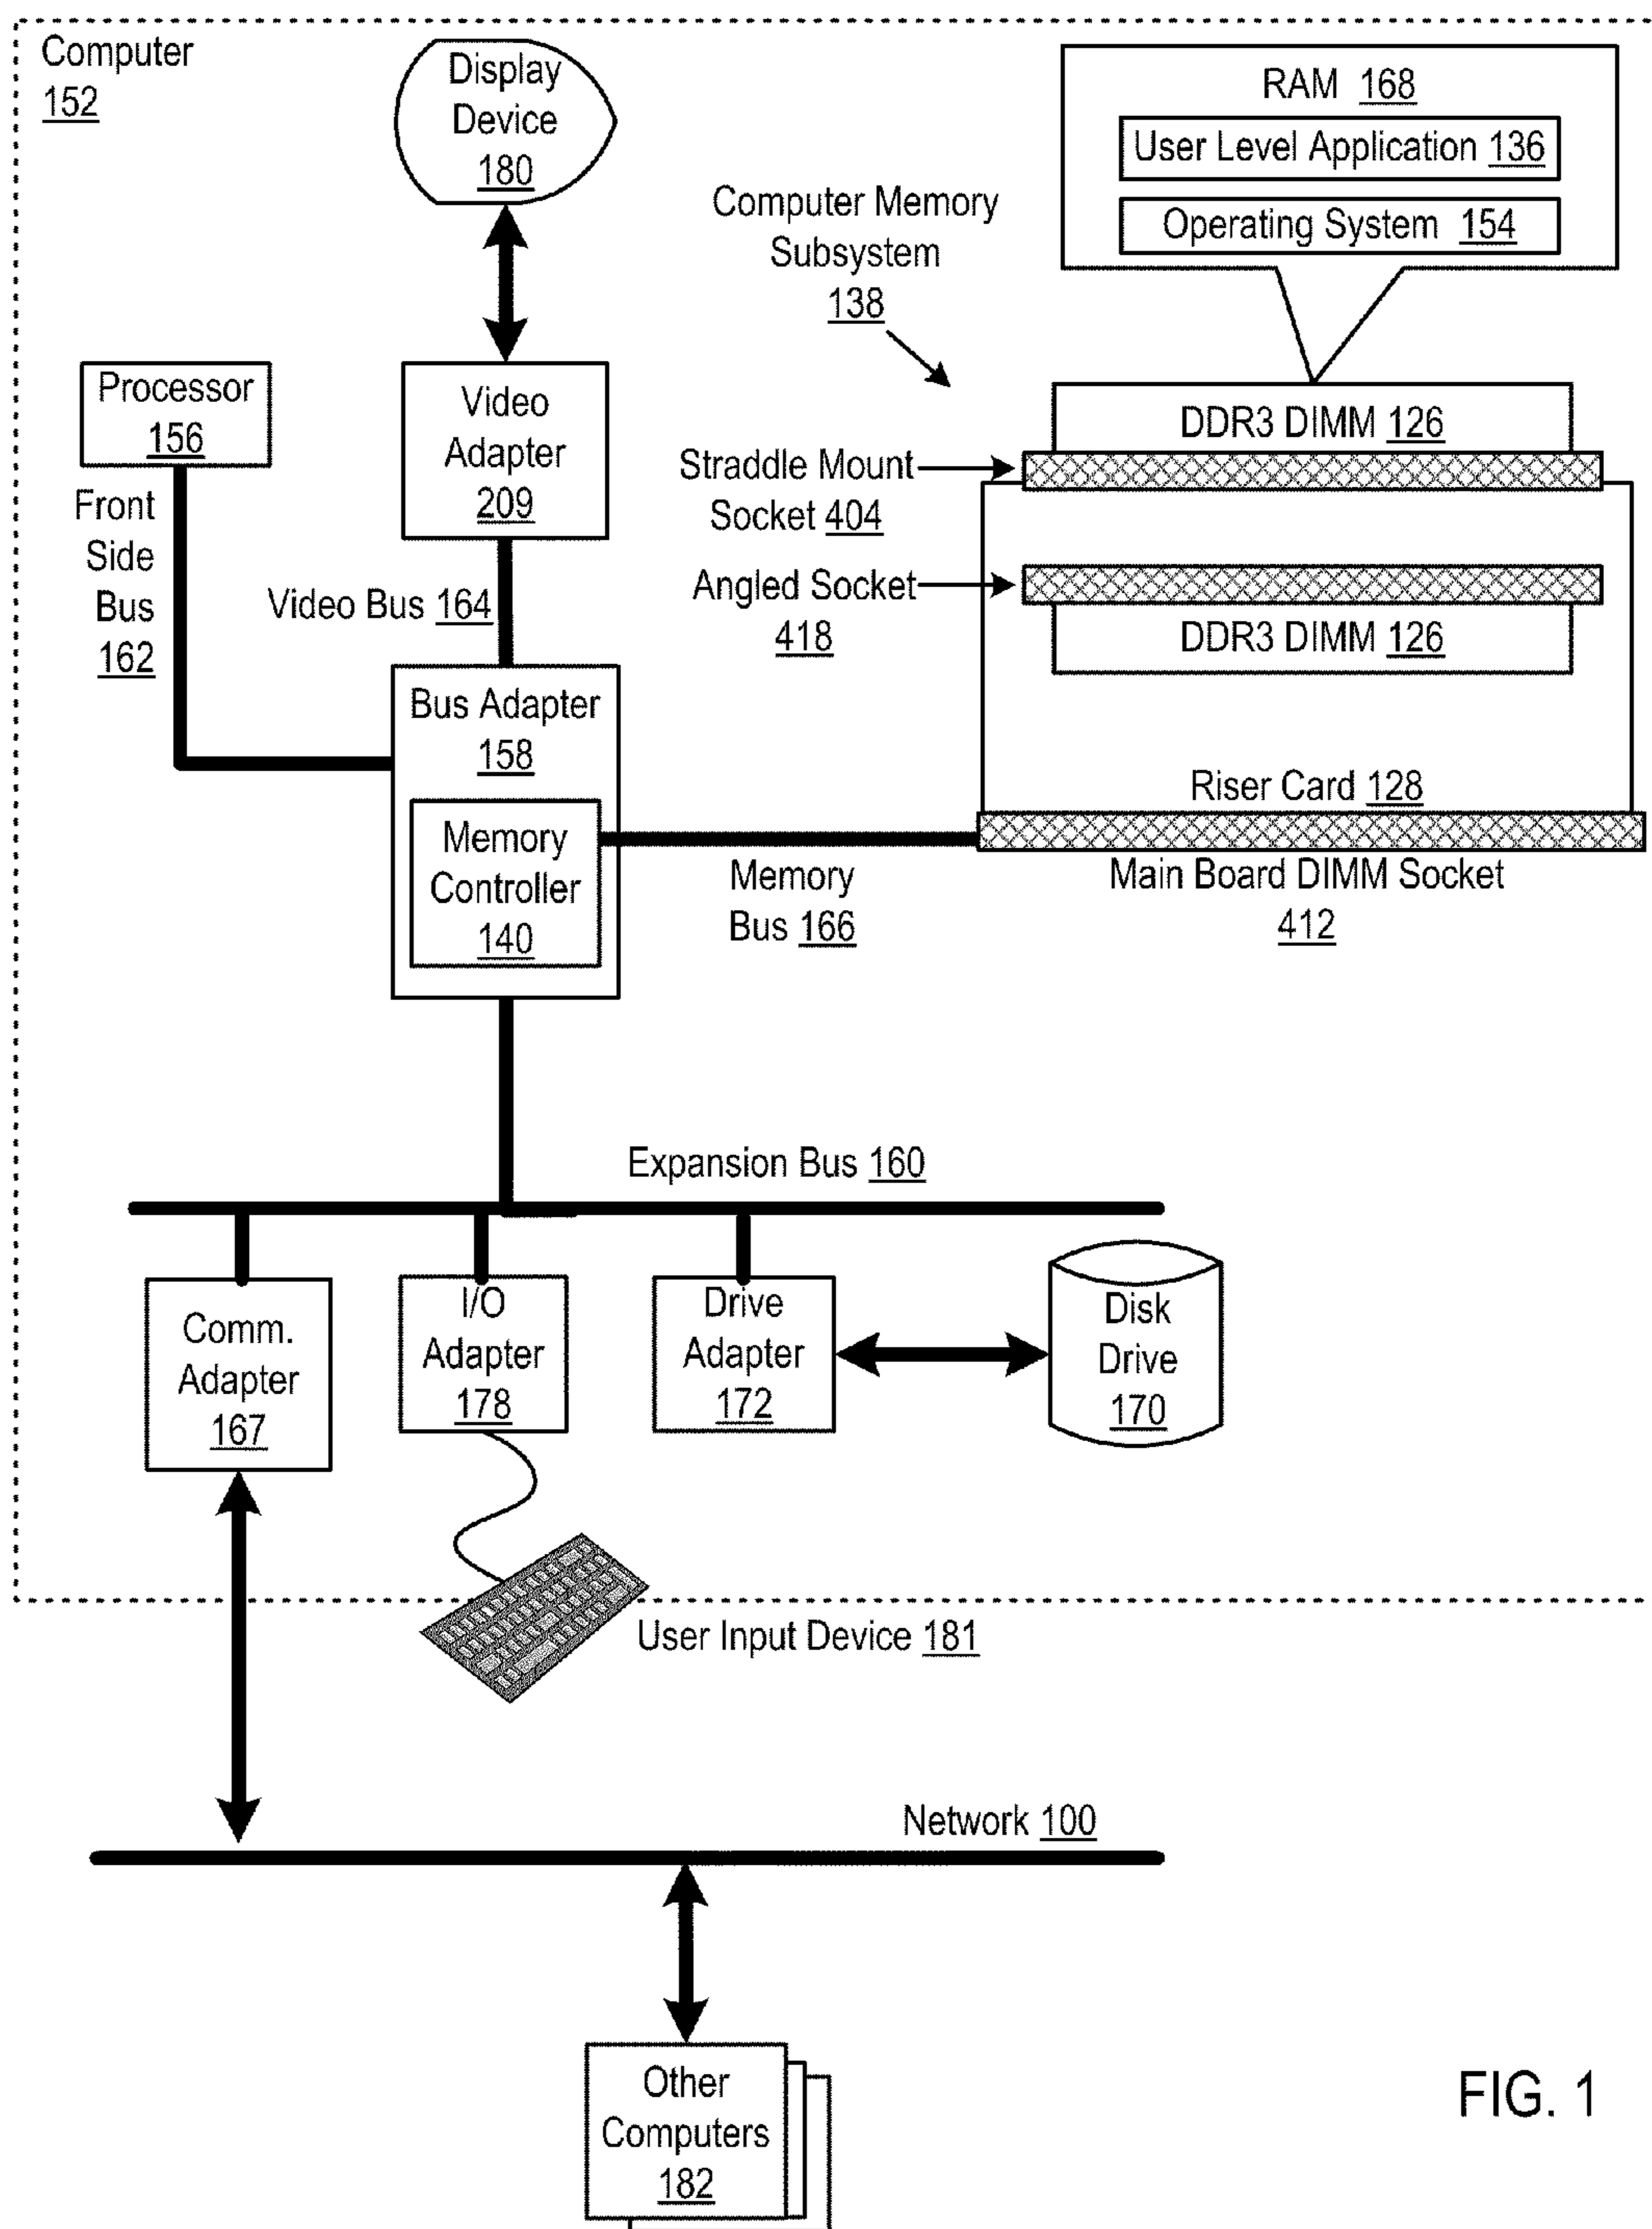 Computer
152
Display
Device
180
RAM 168
User Level Application 136
Operating System 154
Computer Memory
Subsystem
138
Processor
156
Video
Adapter
209
DDR3 DIMM 126
Straddle Mount
Socket 404
Front
Side
Bus
162
Video Bus 164
Angled Socket
418
DDR3 DIMM 126
Bus Adapter
158
Riser Card 128
Memory
Controller
140
Memory
Bus 166
Main Board DIMM Socket
412
Expansion Bus 160
Comm.
Adapter
167
I/O
Adapter
178
Drive
Adapter
172
Disk
Drive
170
User Input Device 181
Network 100
Other
Computers
182
FIG. 1